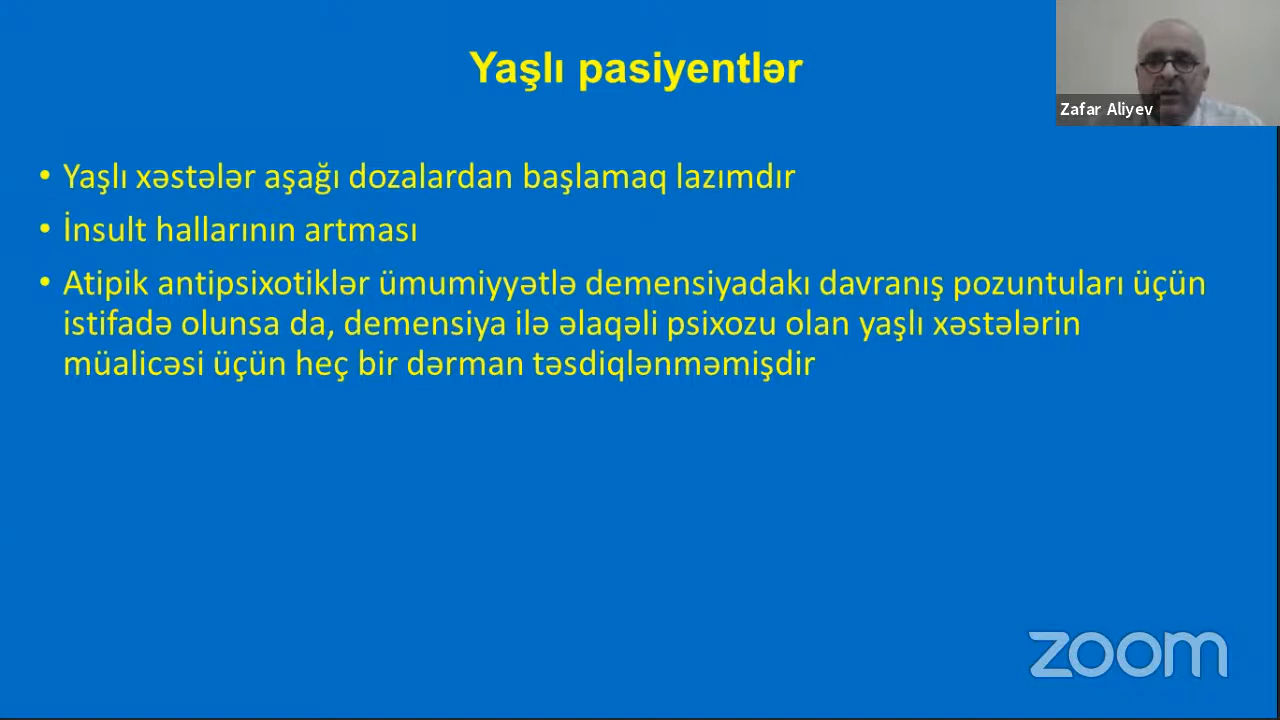 Yaşlı pasiyentlər
Zafar Aliyev
• Yaşlı xəstələr aşağı dozalardan başlamaq lazımdır
• İnsult hallarının artması
• Atipik antipsixotiklər ümumiyyətlə demensiyadakı davranış pozuntuları üçün
istifadə olunsa da, demensiya ilə əlaqəli psixozu olan yaşlı xəstələrin
müalicəsi üçün heç bir dərman təsdiqlənməmişdir
zoom